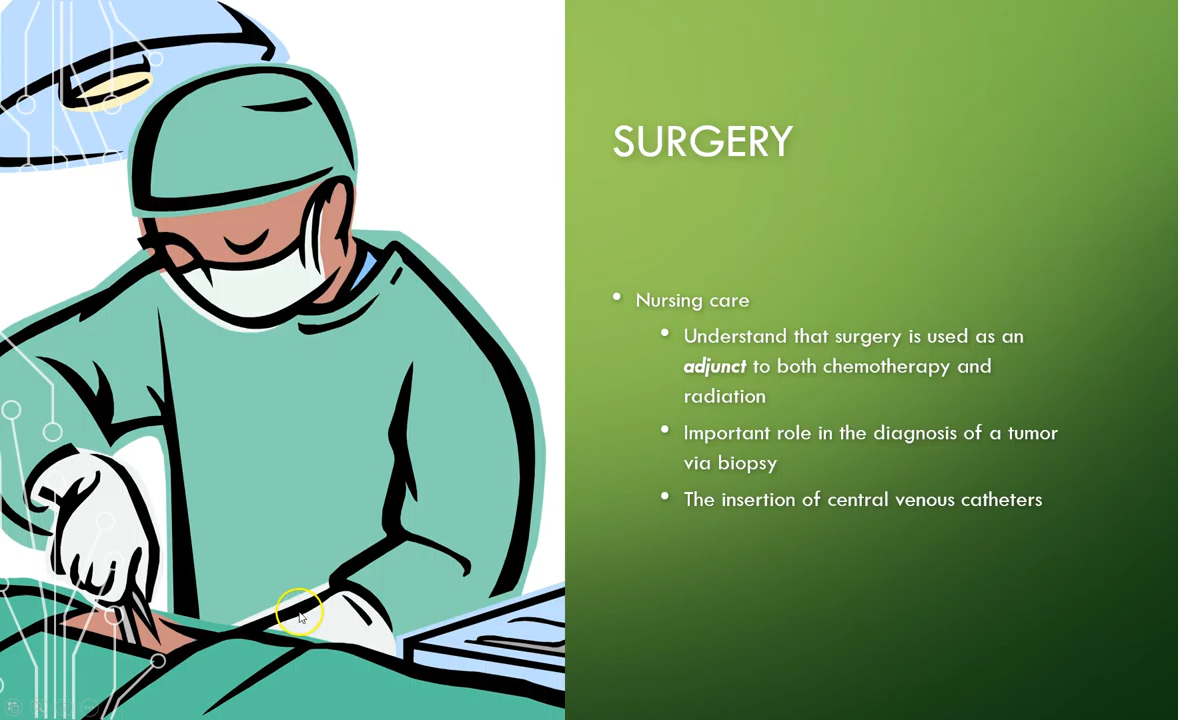 SURGERY
• Nursing care
• Understand that surgery is used as an
adjunct to both chemotherapy and
radiation
• Important role in the diagnosis of a tumor
via biopsy
• The insertion of central venous catheters